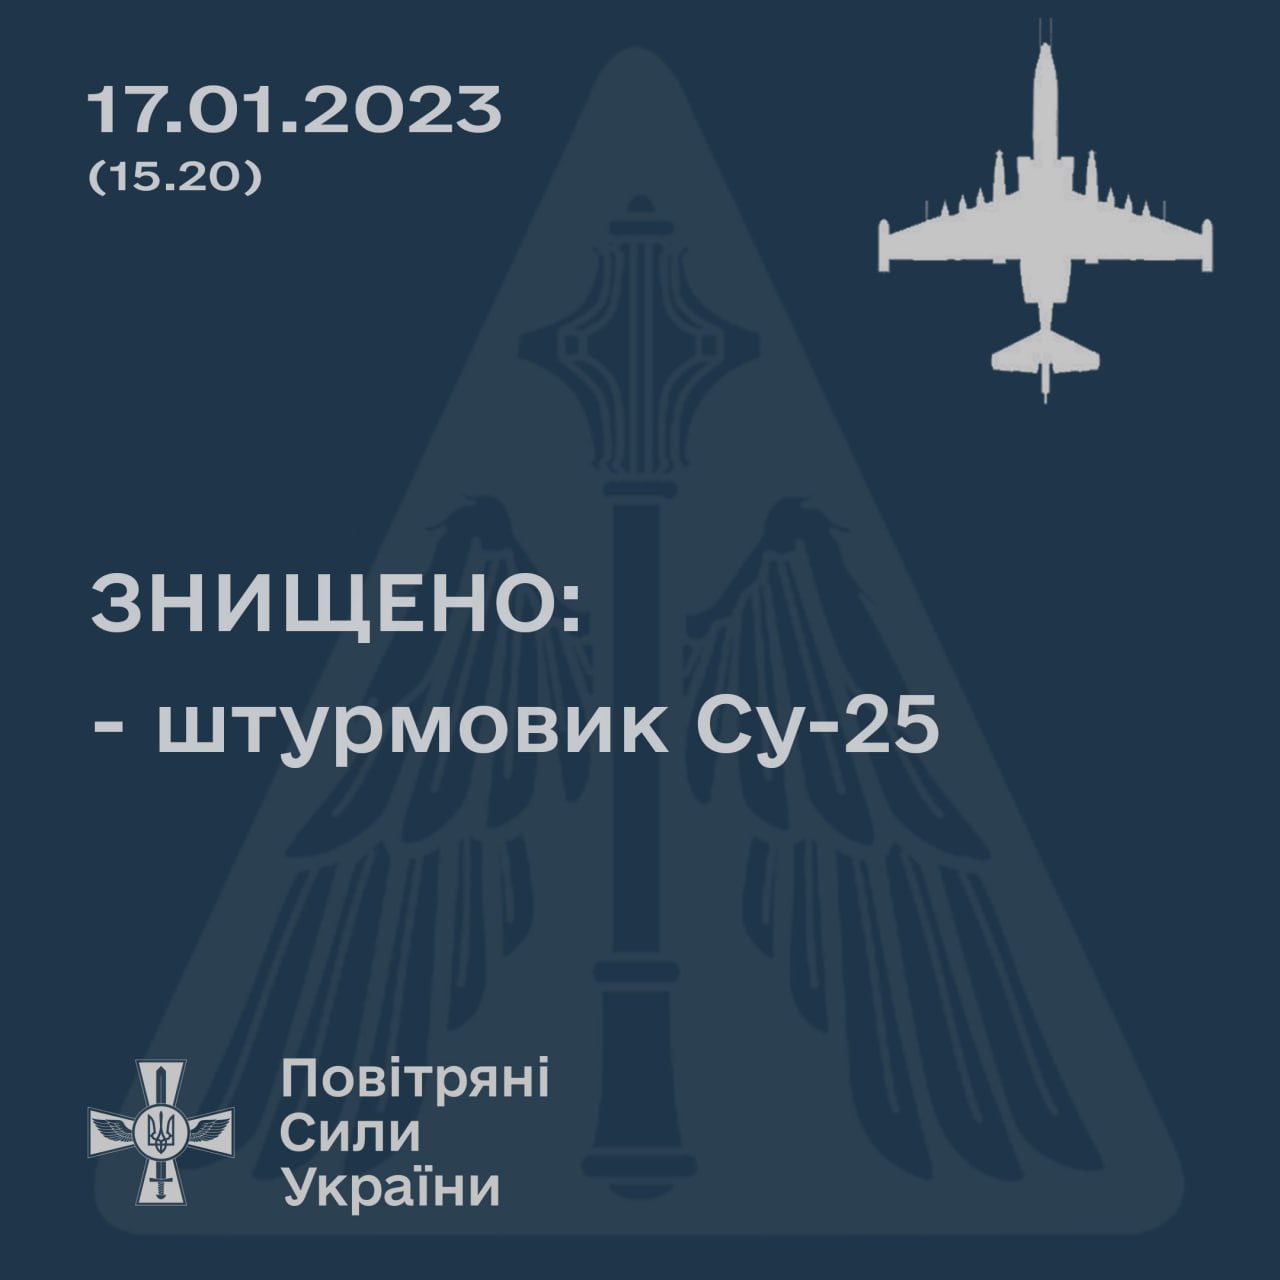 17.01.2023
(15.20)
ЗНИЩЕНО:
- штурмовик Су-25
Повітряні
Сили
України